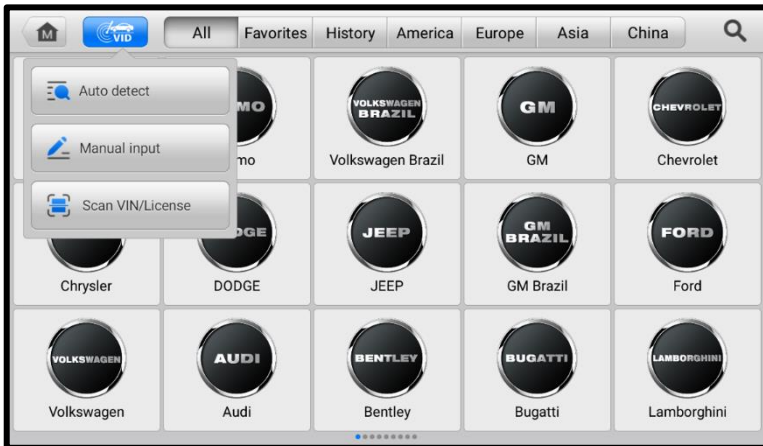 M
VID
All
Favorites
History
America
Europe
Asia
China
Auto detect
Manual input
Scan VIN/License
MO
mo
VOLKSWAGEN
BRAZIL
Volkswagen Brazil
GM
GM
CHEVROLET
Chevrolet
Chrysler
DGE
DODGE
JEEP
JEEP
GM
BRAZIL
GM Brazil
FORD
Ford
VOLKSWAGEN
Volkswagen
AUDI
Audi
BENTLEY
Bentley
BUGATTI
Bugatti
LAMBORGHINI
Lamborghini